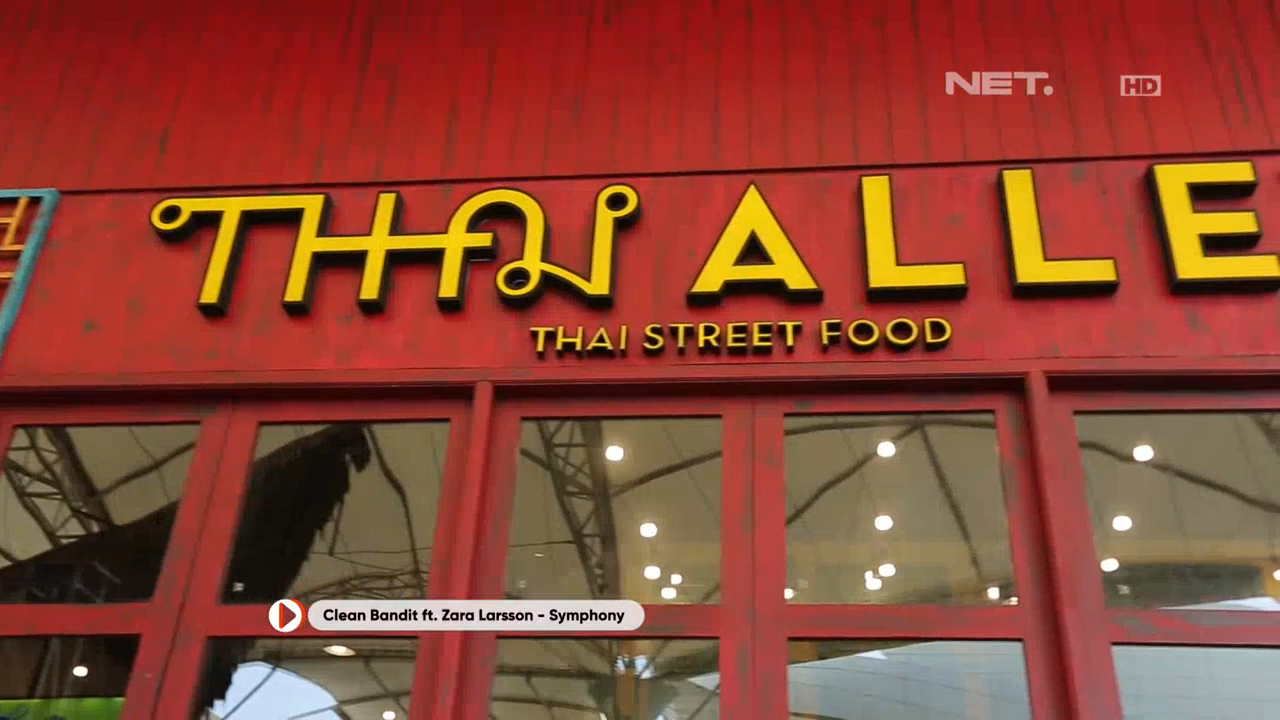 NET. HD
THAI ALLE
THAI STREET FOOD
Clean Bandit ft. Zara Larsson - Symphony